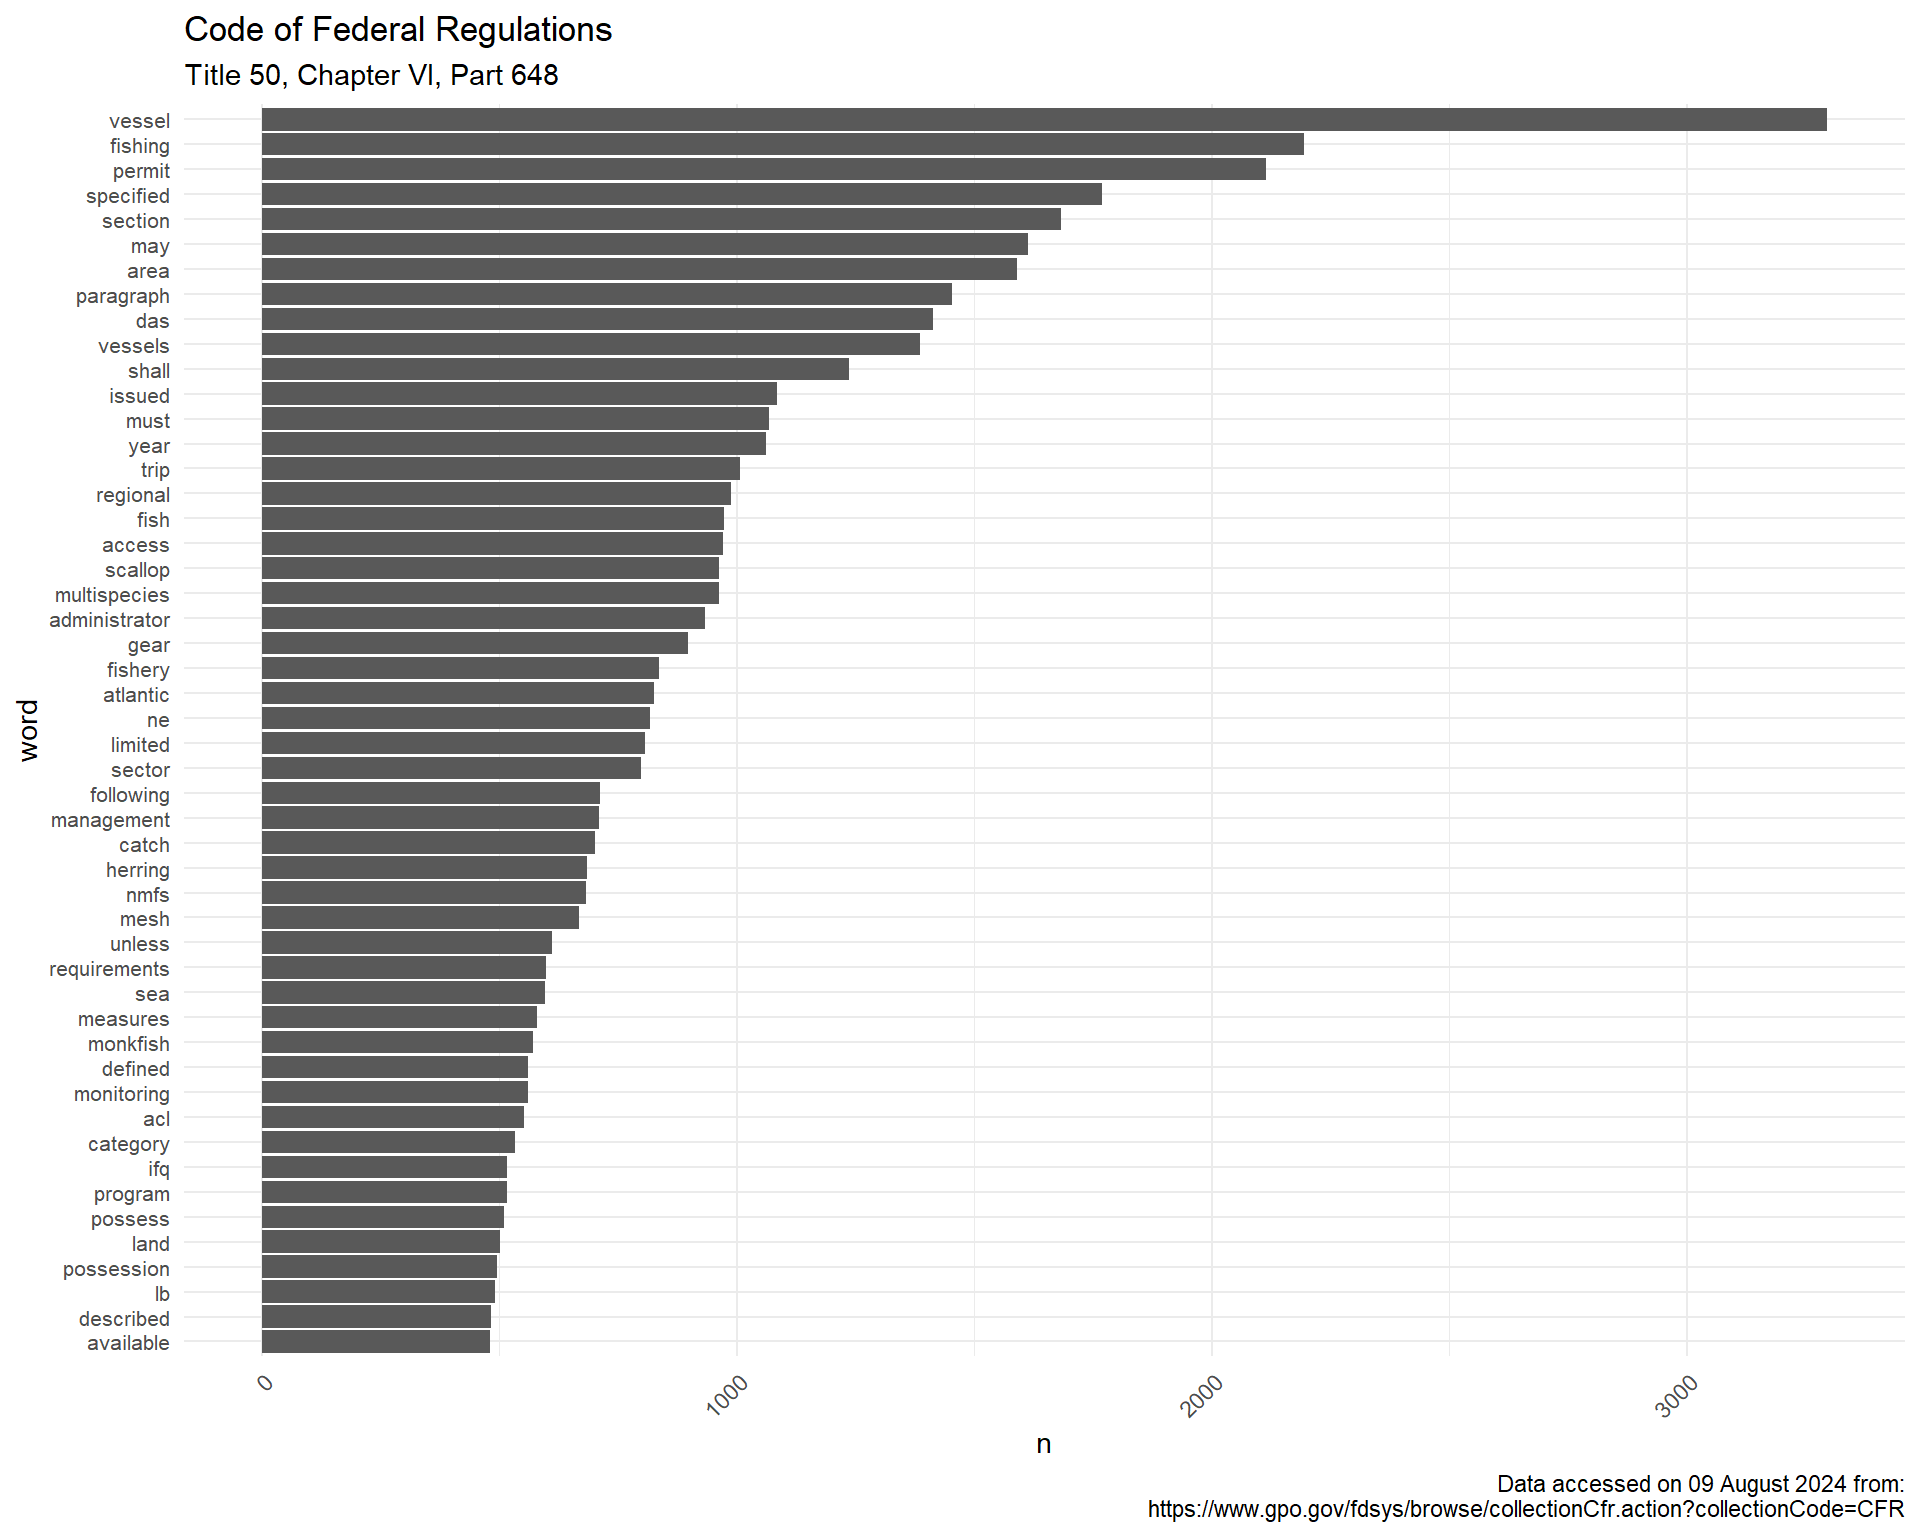 Code of Federal Regulations
Title 50, Chapter VI, Part 648
vessel
fishing
permit
specified
section
may
area
paragraph
das
vessels
shall
issued
must
year
trip
regional
fish
access
scallop
multispecies
administrator
gear
fishery
atlantic
ne
limited
sector
following
management
catch
herring
nmfs
mesh
unless
requirements
sea
measures
monkfish
defined
monitoring
acl
category
ifq
program
possess
land
possession
lb
described
available
word
0 1000 2000 3000
n
Data accessed on 09 August 2024 from:
https://www.gpo.gov/fdsys/browse/collectionCfr.action?collectionCode=CFR